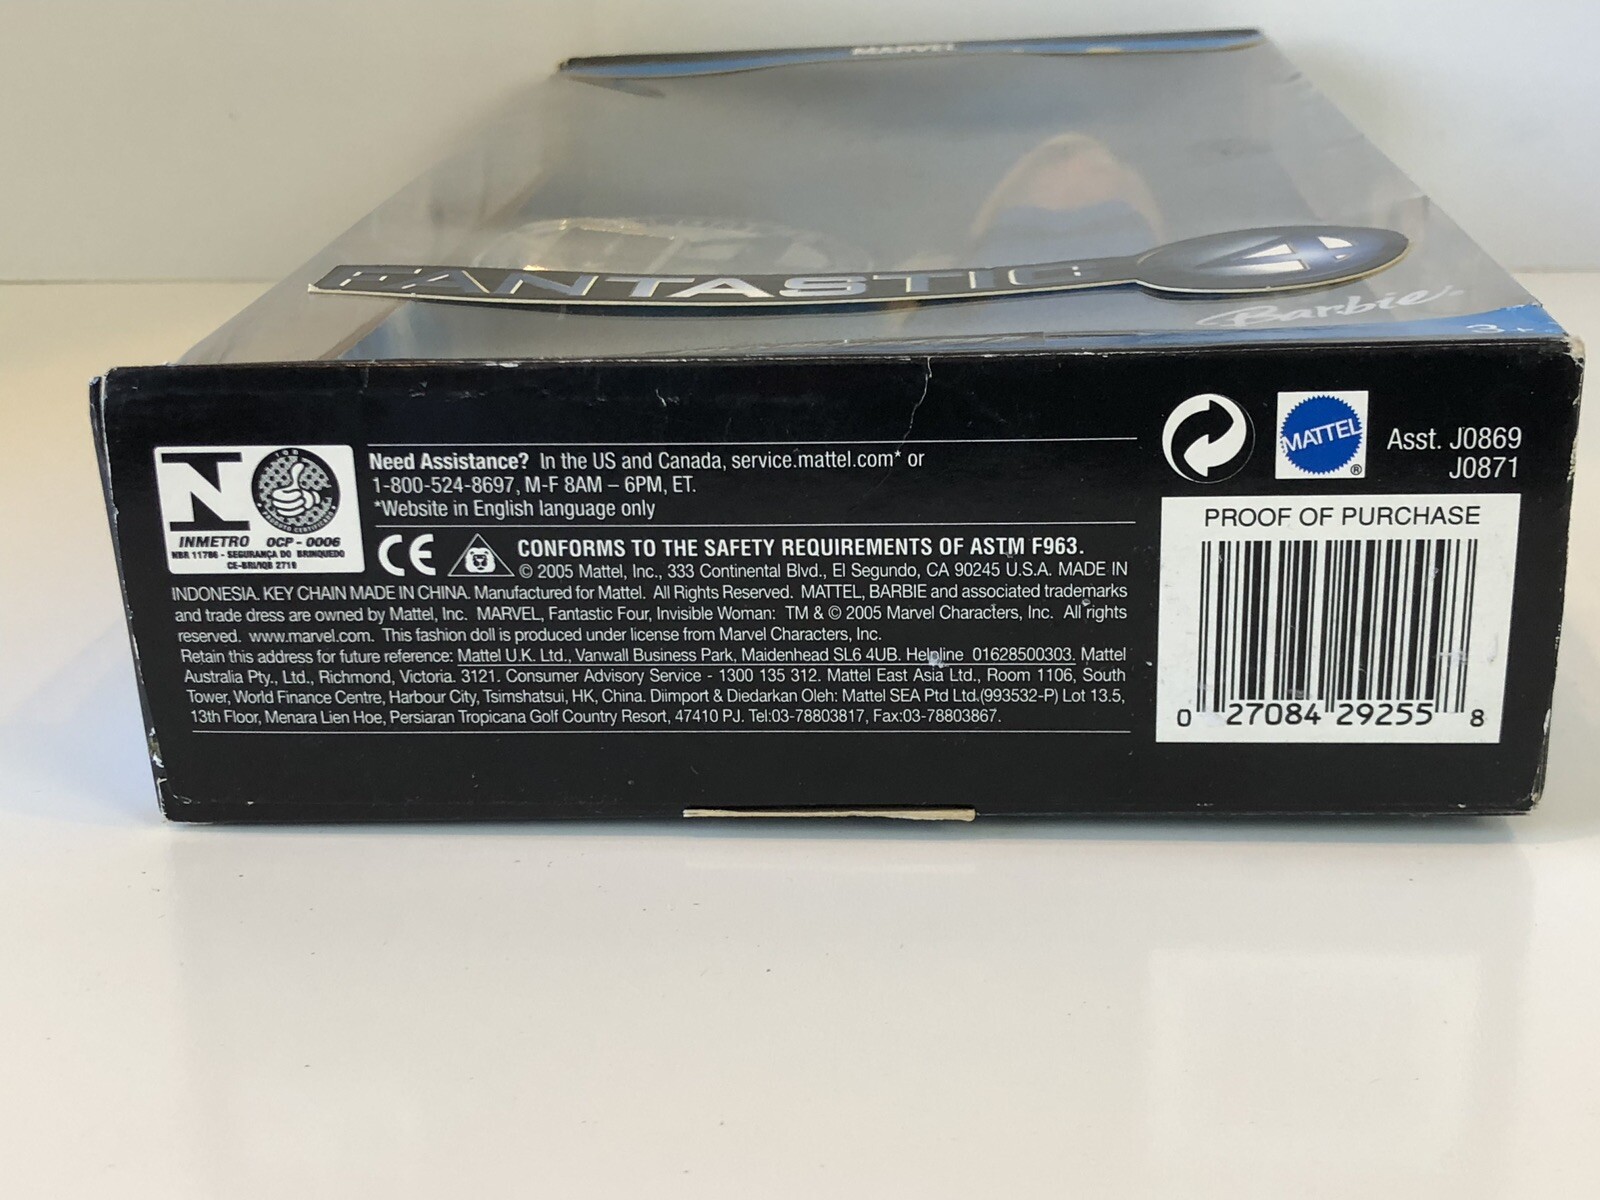 MARVEL
FANTASTIC 4
Barbie
3+
INMETRO OCP - 0006
NBR 11786 - SEGURANÇA DO BRINQUEDO
CE-BRI/IQB 2719
Need Assistance? In the US and Canada, service.mattel.com* or
1-800-524-8697, M-F 8AM – 6PM, ET.
*Website in English language only
CE CONFORMS TO THE SAFETY REQUIREMENTS OF ASTM F963.
© 2005 Mattel, Inc., 333 Continental Blvd., El Segundo, CA 90245 U.S.A. MADE IN
INDONESIA. KEY CHAIN MADE IN CHINA. Manufactured for Mattel. All Rights Reserved. MATTEL, BARBIE and associated trademarks
and trade dress are owned by Mattel, Inc. MARVEL, Fantastic Four, Invisible Woman: TM & © 2005 Marvel Characters, Inc. All rights
reserved. www.marvel.com. This fashion doll is produced under license from Marvel Characters, Inc.
Retain this address for future reference: Mattel U.K. Ltd., Vanwall Business Park, Maidenhead SL6 4UB. Helpline 01628500303. Mattel
Australia Pty., Ltd., Richmond, Victoria. 3121. Consumer Advisory Service - 1300 135 312. Mattel East Asia Ltd., Room 1106, South
Tower, World Finance Centre, Harbour City, Tsimshatsui, HK, China. Diimport & Diedarkan Oleh: Mattel SEA Ptd Ltd.(993532-P) Lot 13.5,
13th Floor, Menara Lien Hoe, Persiaran Tropicana Golf Country Resort, 47410 PJ. Tel:03-78803817, Fax:03-78803867.
MATTEL ®
Asst. J0869
J0871
PROOF OF PURCHASE
0 27084 29255 8